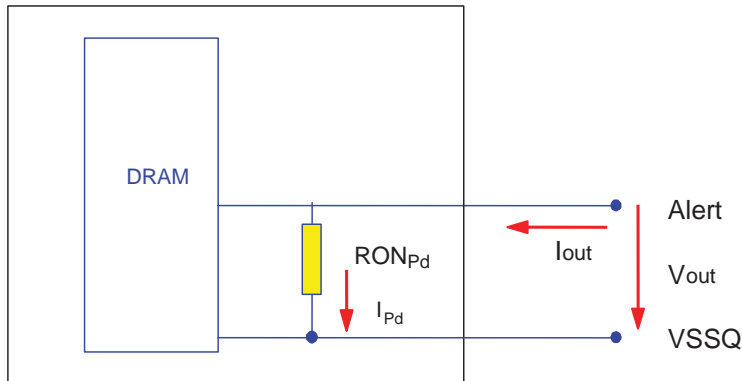 DRAM
Alert
Iout
RONPd
Vout
IPd
VSSQ